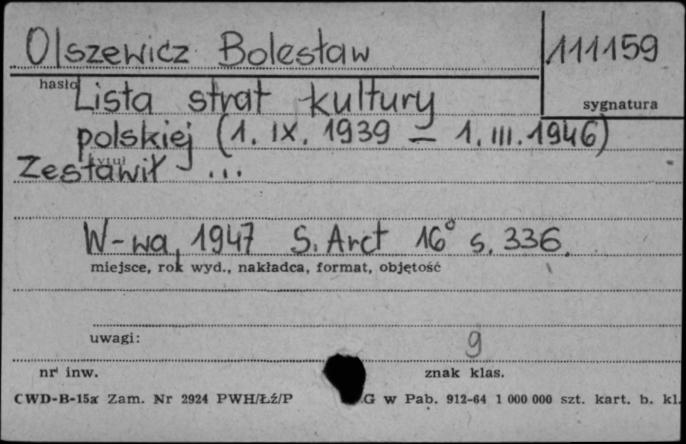 Olszewicz Bolesław 111159
hasło
Lista strat kultury sygnatura
polskiej (1. IX. 1939 — 1. III. 1946)
tytuł
Zestawił ...
W-wa, 1947 S. Arct 16° s. 336.
miejsce, rok wyd., nakładca, format, objętość
uwagi: 9
nr inw. znak klas.
CWD-B-15a Zam. Nr 2924 PWH/Łź/P G w Pab. 912-64 1 000 000 szt. kart. b. kl.